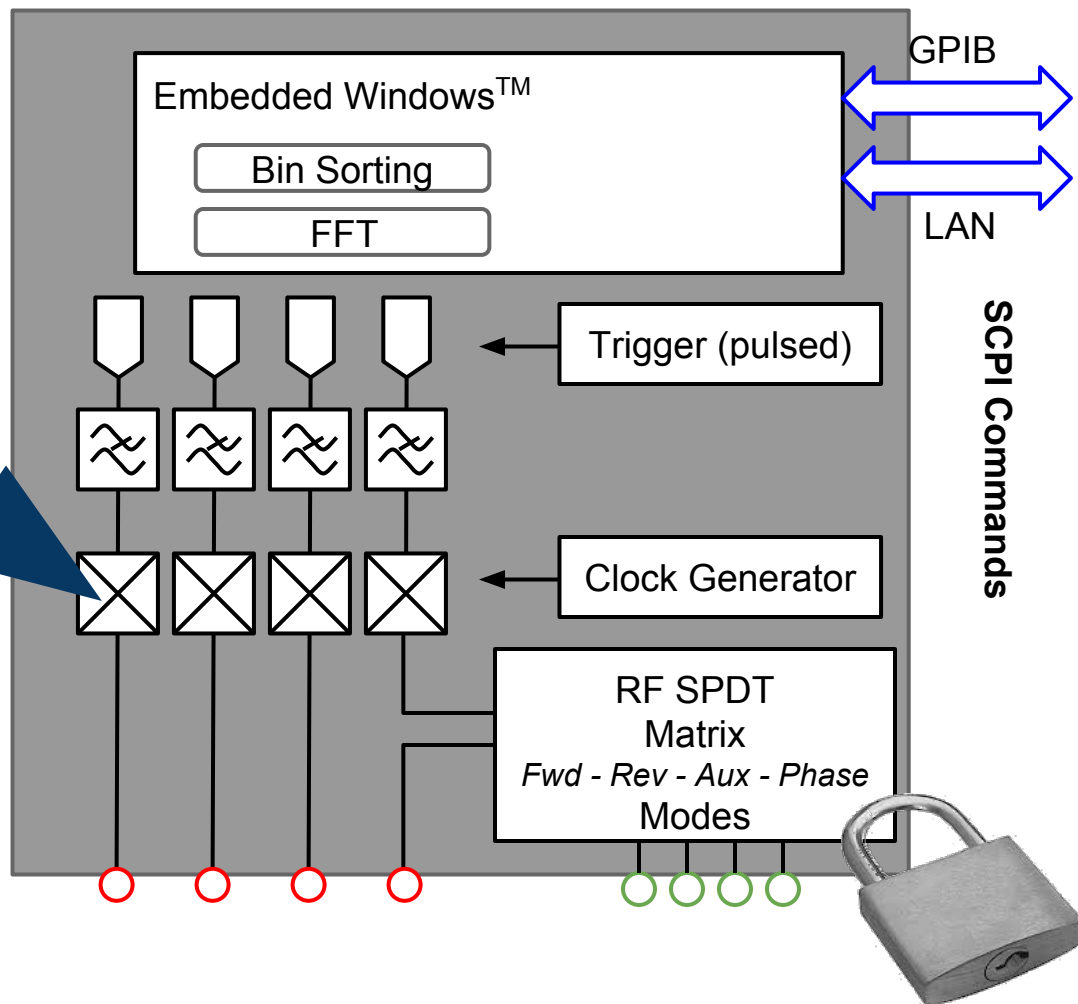 GPIB
Embedded Windows™
Bin Sorting
FFT
LAN
SCPI Commands
Trigger (pulsed)
Clock Generator
RF SPDT
Matrix
Fwd - Rev - Aux - Phase
Modes